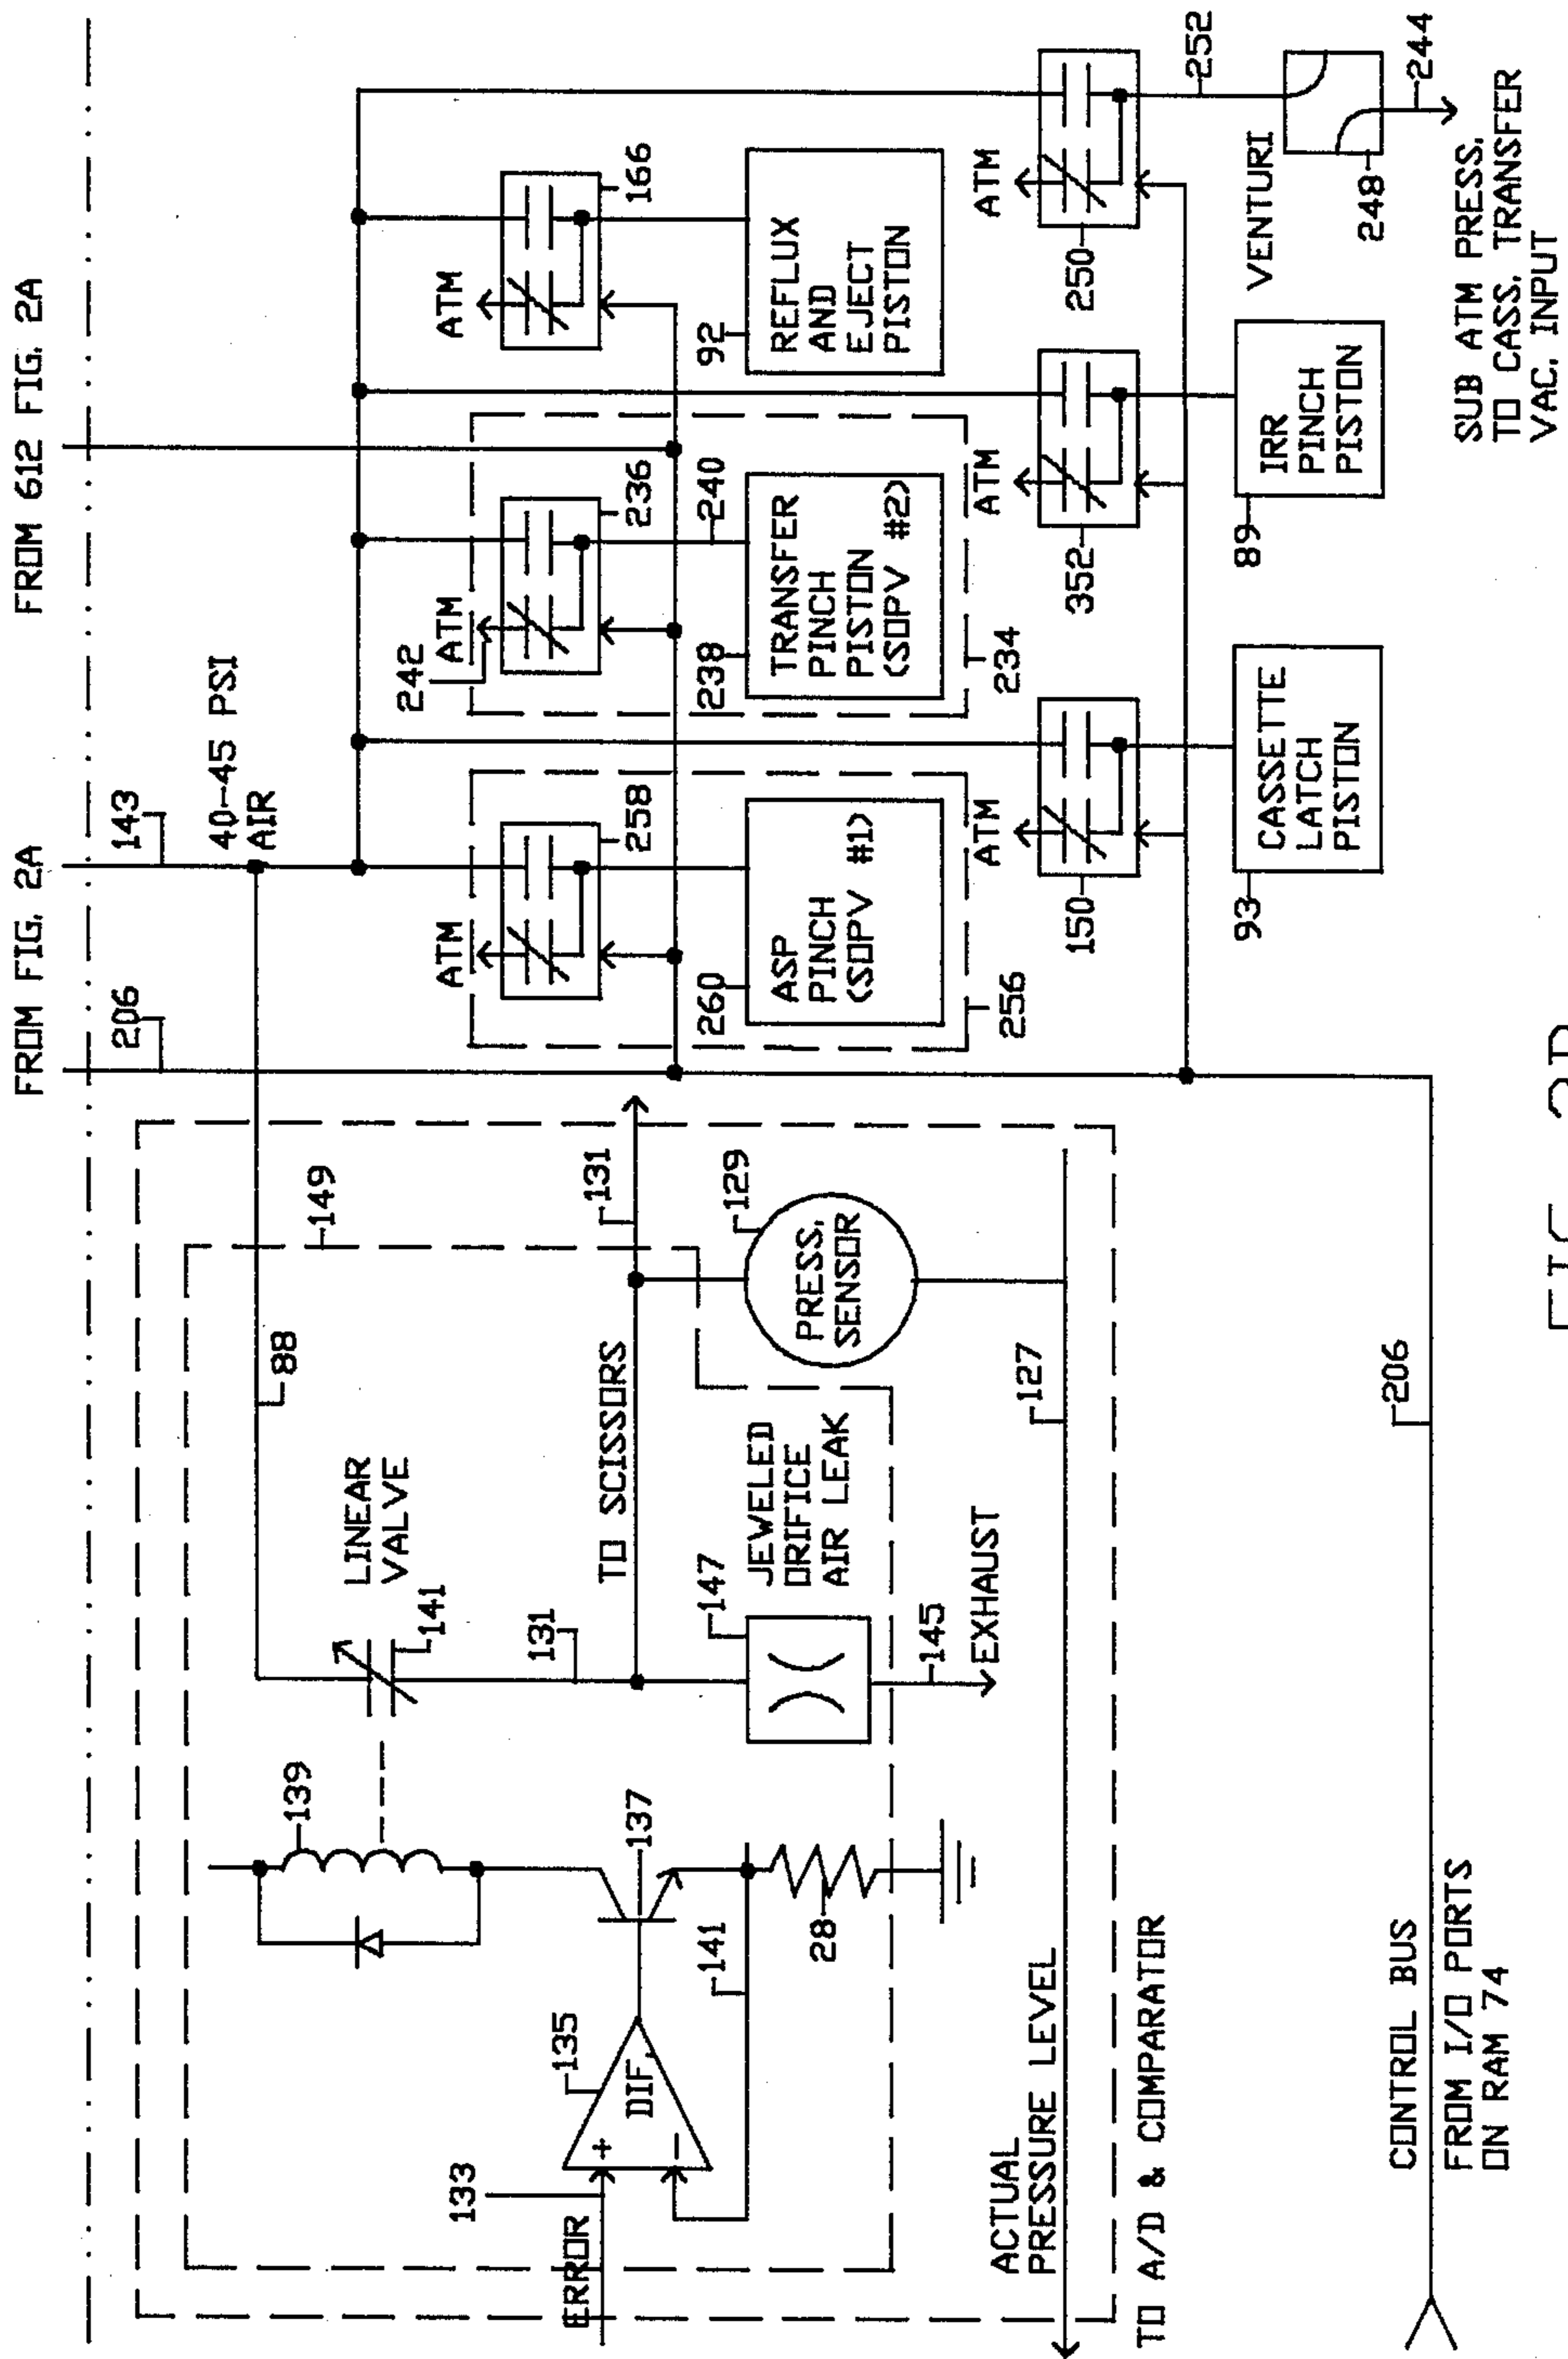 FROM FIG. 2A
FROM 612 FIG. 2A
206
143
40-45 PSI
AIR
149
88
139
LINEAR
VALVE
141
131
TO SCISSORS
131
133
ERROR
135
DIF.
+
-
137
141
28
147
JEWELED
ORIFICE
AIR LEAK
145
EXHAUST
129
PRESS.
SENSOR
127
ACTUAL
PRESSURE LEVEL
TO A/D & COMPARATOR
CONTROL BUS
FROM I/O PORTS
ON RAM 74
206
ATM
258
260
ASP
PINCH
(SOPV #1)
256
242
ATM
236
240
238
TRANSFER
PINCH
PISTON
(SOPV #2)
234
ATM
166
92
REFLUX
AND
EJECT
PISTON
ATM
150
93
CASSETTE
LATCH
PISTON
ATM
352
89
IRR
PINCH
PISTON
ATM
250
252
VENTURI
248
244
SUB ATM PRESS.
TO CASS. TRANSFER
VAC. INPUT